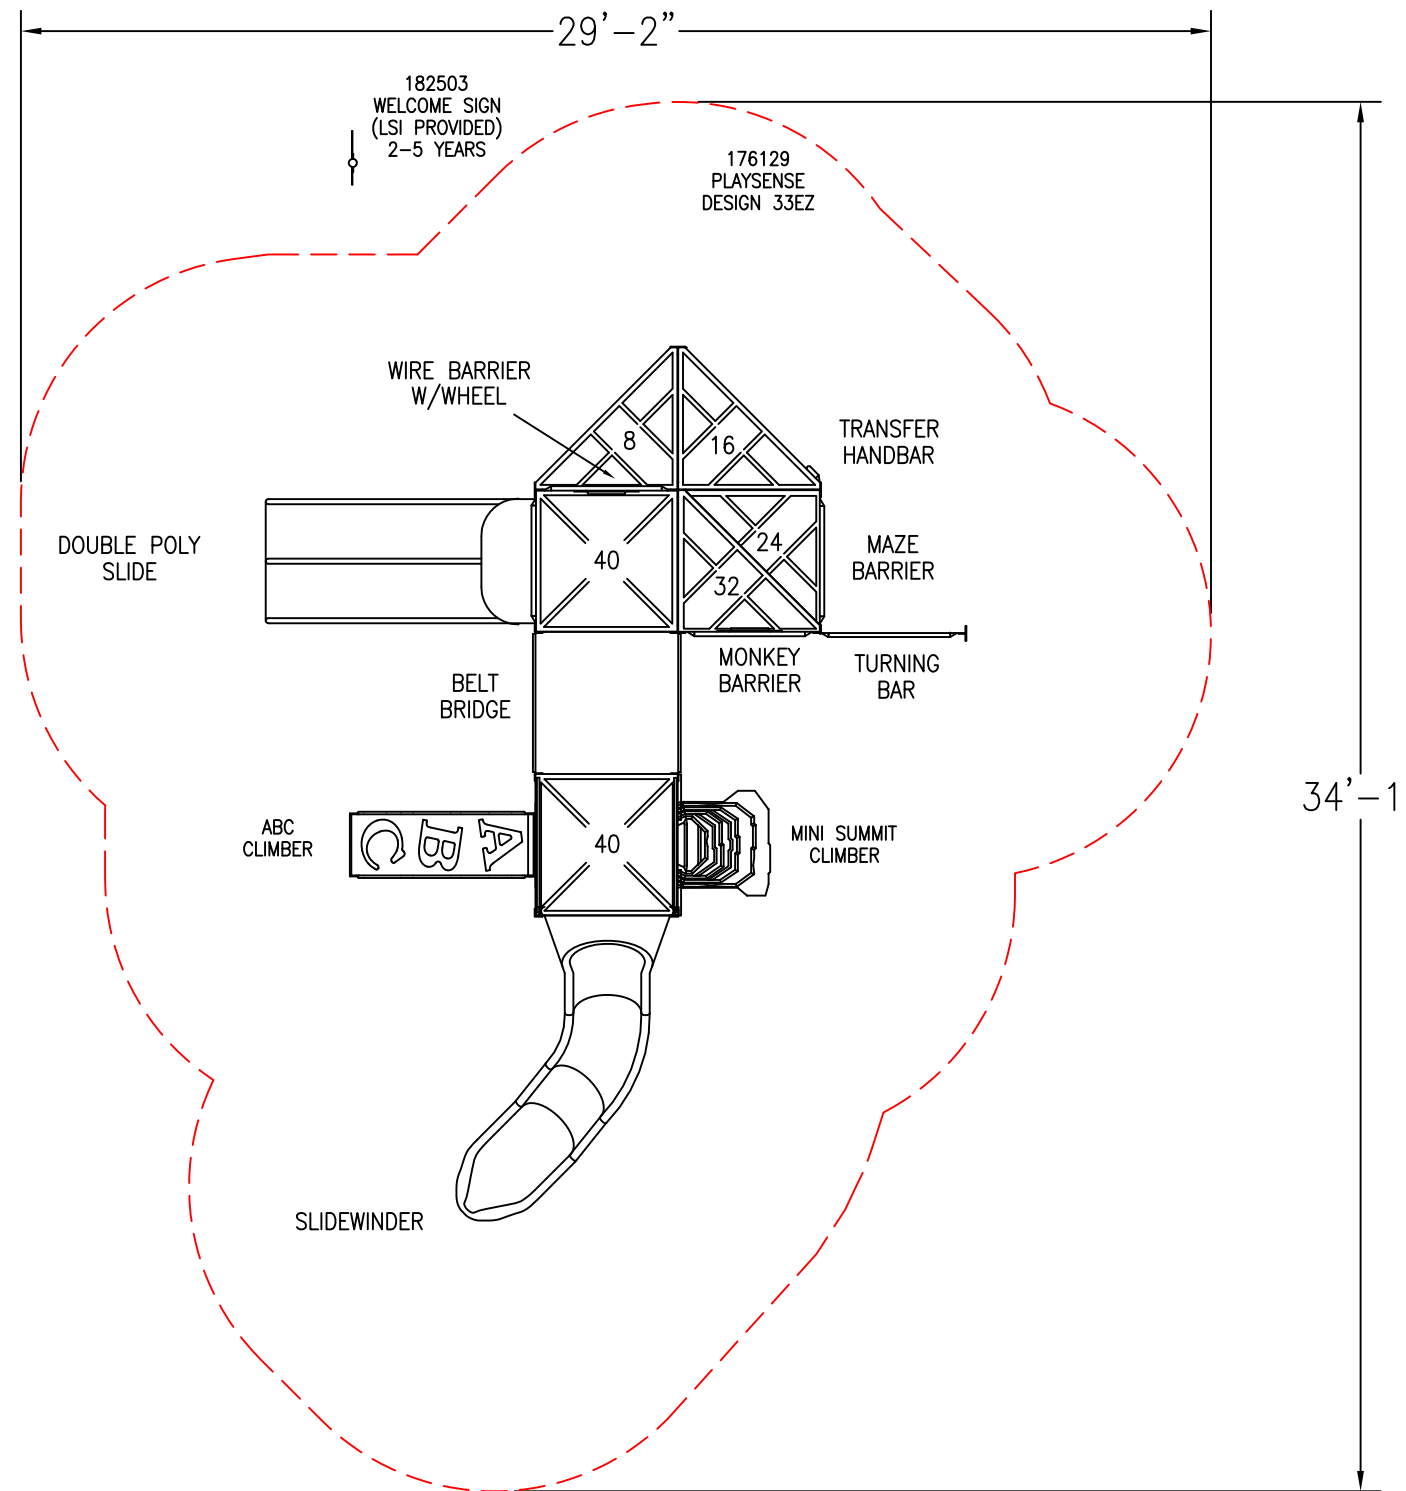 29'-2"
182503
WELCOME SIGN
(LSI PROVIDED)
2-5 YEARS
176129
PLAYSENSE
DESIGN 33EZ
WIRE BARRIER
W/WHEEL
8
16
TRANSFER
HANDBAR
DOUBLE POLY
SLIDE
40
24
32
MAZE
BARRIER
MONKEY
BARRIER
TURNING
BAR
BELT
BRIDGE
34'-1
ABC
CLIMBER
A
B
C
40
MINI SUMMIT
CLIMBER
SLIDEWINDER